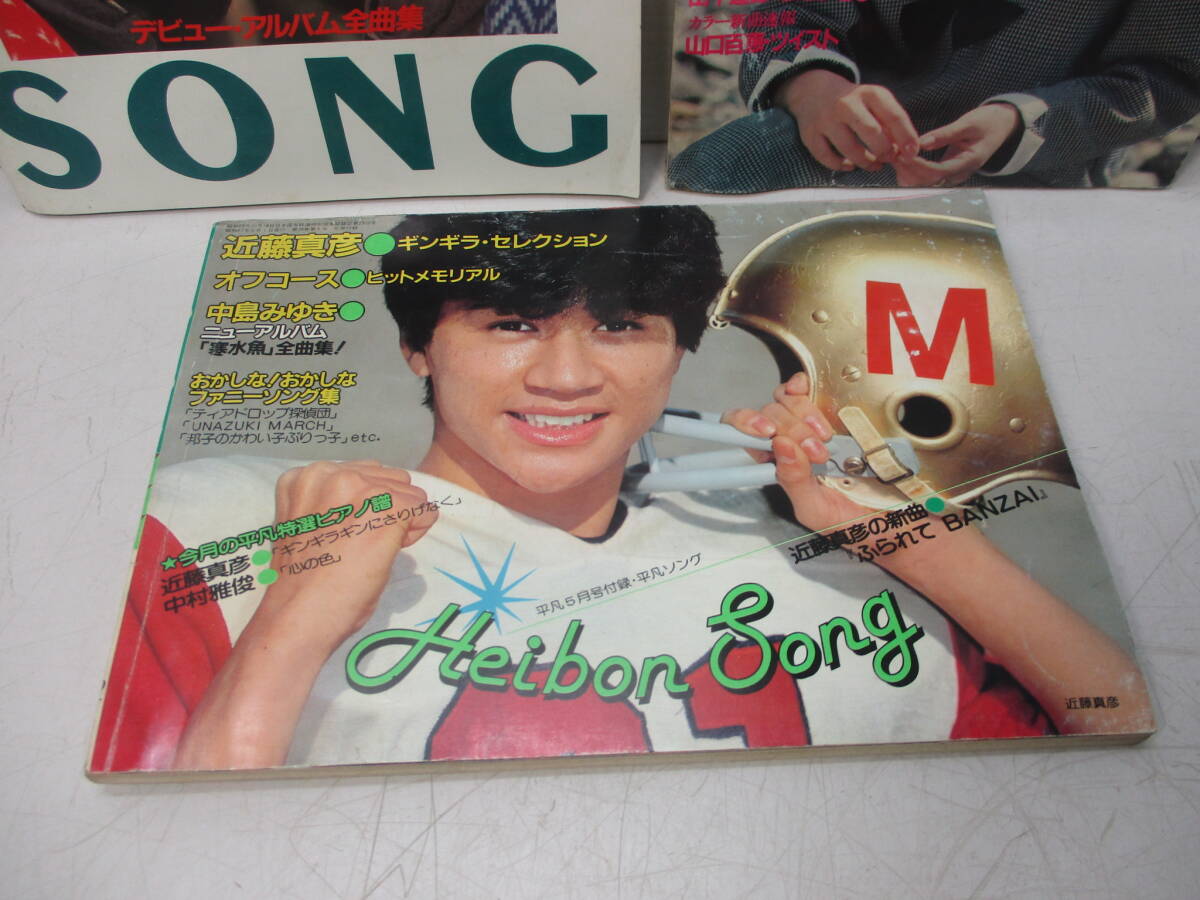 デビュー・アルバム全曲集
SONG
カラー新曲速報
山口百恵・ツイスト
近藤真彦●ギンギラ・セレクション
オフコース●ヒットメモリアル
中島みゆき●
ニューアルバム
「寒水魚」全曲集!
おかしな!おかしな
ファニーソング集
「ティアドロップ探偵団」
「UNAZUKI MARCH」
「邦子のかわい子ぶりっ子」etc.
M
★今月の平凡特選ピアノ譜
近藤真彦●「ギンギラギンにさりげなく」
中村雅俊●「心の色」
近藤真彦の新曲●
『ふられて BANZAI』
平凡5月号付録・平凡ソング
Heibon Song
21
近藤真彦